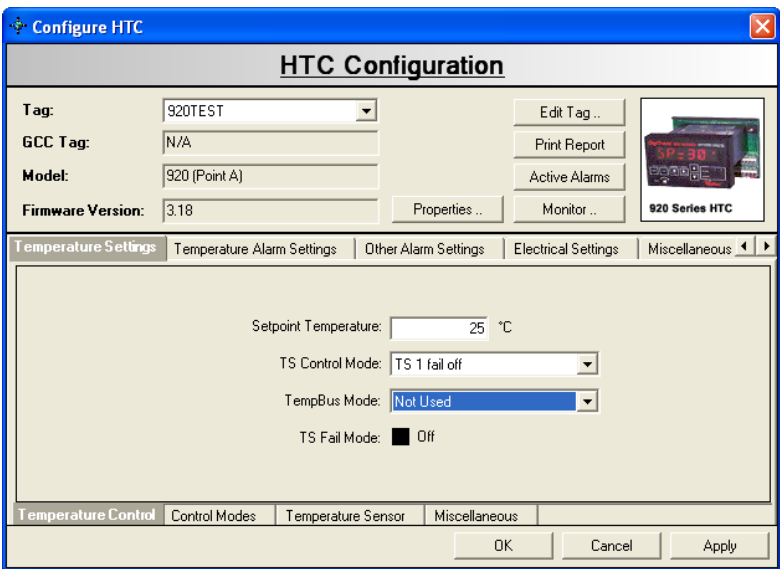 Configure HTC
HTC Configuration
Tag: 920TEST Edit Tag ..
GCC Tag: N/A Print Report
Model: 920 (Point A) Active Alarms
Firmware Version: 3.18 Properties .. Monitor ..
SP=30
920 Series HTC
Temperature Settings Temperature Alarm Settings Other Alarm Settings Electrical Settings Miscellaneous
Setpoint Temperature: 25 °C
TS Control Mode: TS 1 fail off
TempBus Mode: Not Used
TS Fail Mode: Off
Temperature Control Control Modes Temperature Sensor Miscellaneous
OK Cancel Apply